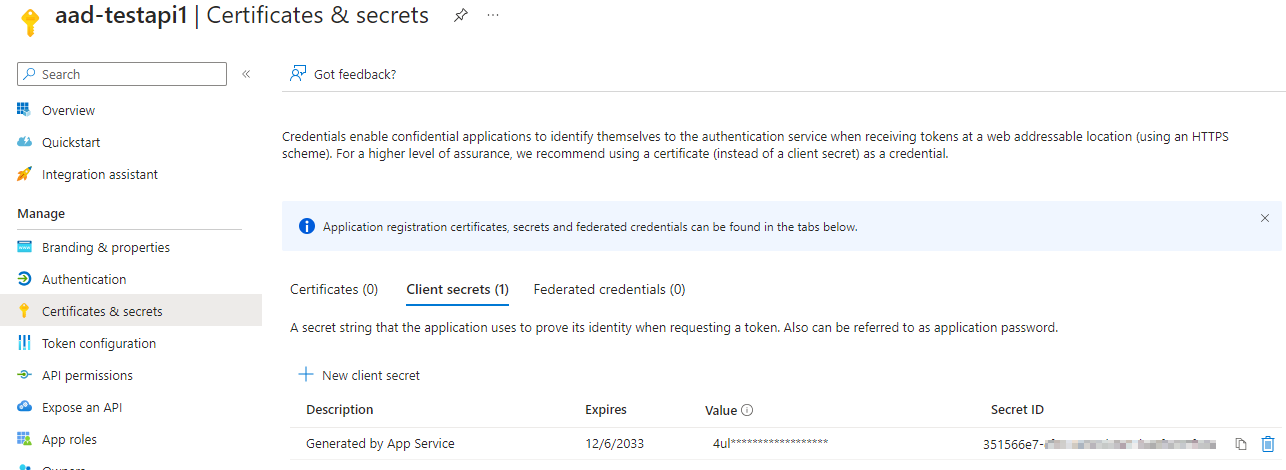 aad-testapi1 | Certificates & secrets
Search
Got feedback?
Overview
Quickstart
Integration assistant
Manage
Branding & properties
Authentication
Certificates & secrets
Token configuration
API permissions
Expose an API
App roles
Owners
Credentials enable confidential applications to identify themselves to the authentication service when receiving tokens at a web addressable location (using an HTTPS
scheme). For a higher level of assurance, we recommend using a certificate (instead of a client secret) as a credential.
Application registration certificates, secrets and federated credentials can be found in the tabs below.
Certificates (0) Client secrets (1) Federated credentials (0)
A secret string that the application uses to prove its identity when requesting a token. Also can be referred to as application password.
New client secret
Description Expires Value Secret ID
Generated by App Service 12/6/2033 4ul****************** 351566e7-